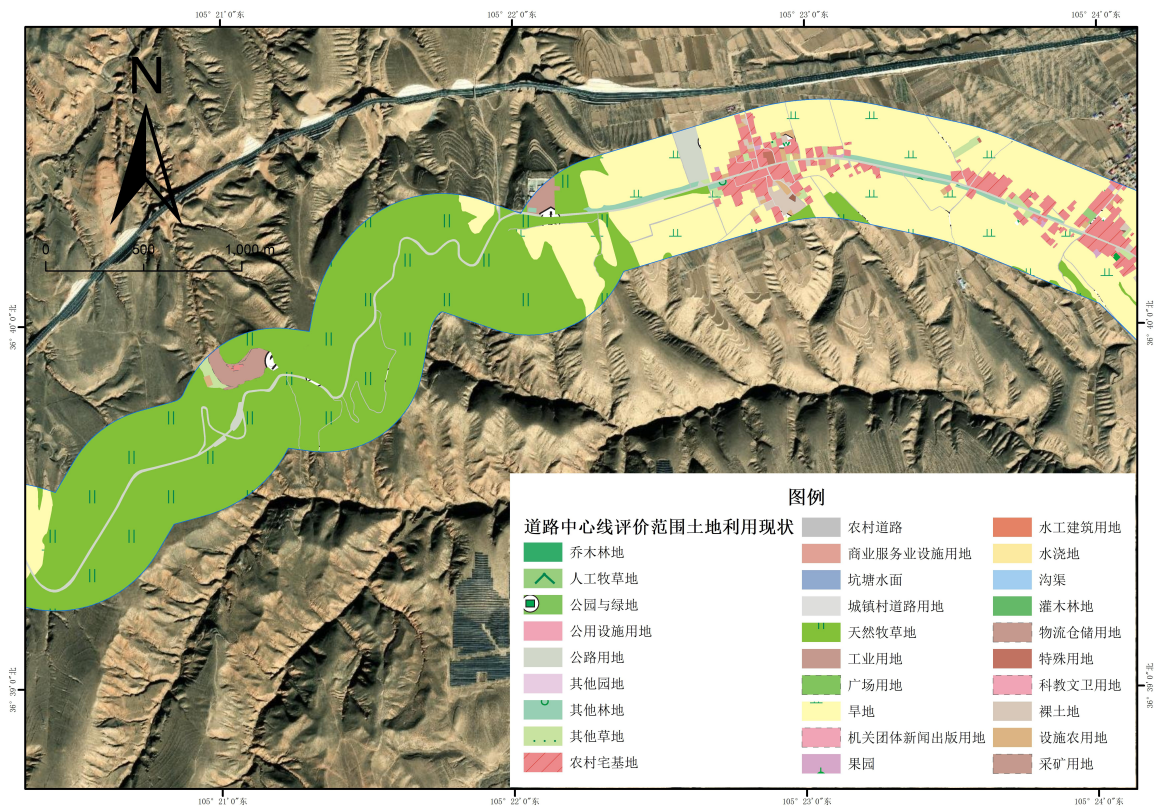 105° 21′0″东
105° 22′0″东
105° 23′0″东
105° 24′0″东
N
0
500
1,000 m
36° 40′0″北
36° 40′0″北
36° 39′0″北
36° 39′0″北
图例
道路中心线评价范围土地利用现状
乔木林地
人工牧草地
公园与绿地
公用设施用地
公路用地
其他园地
其他林地
其他草地
农村宅基地
农村道路
商业服务业设施用地
坑塘水面
城镇村道路用地
天然牧草地
工业用地
广场用地
旱地
机关团体新闻出版用地
果园
水工建筑用地
水浇地
沟渠
灌木林地
物流仓储用地
特殊用地
科教文卫用地
裸土地
设施农用地
采矿用地
105° 21′0″东
105° 22′0″东
105° 23′0″东
105° 24′0″东